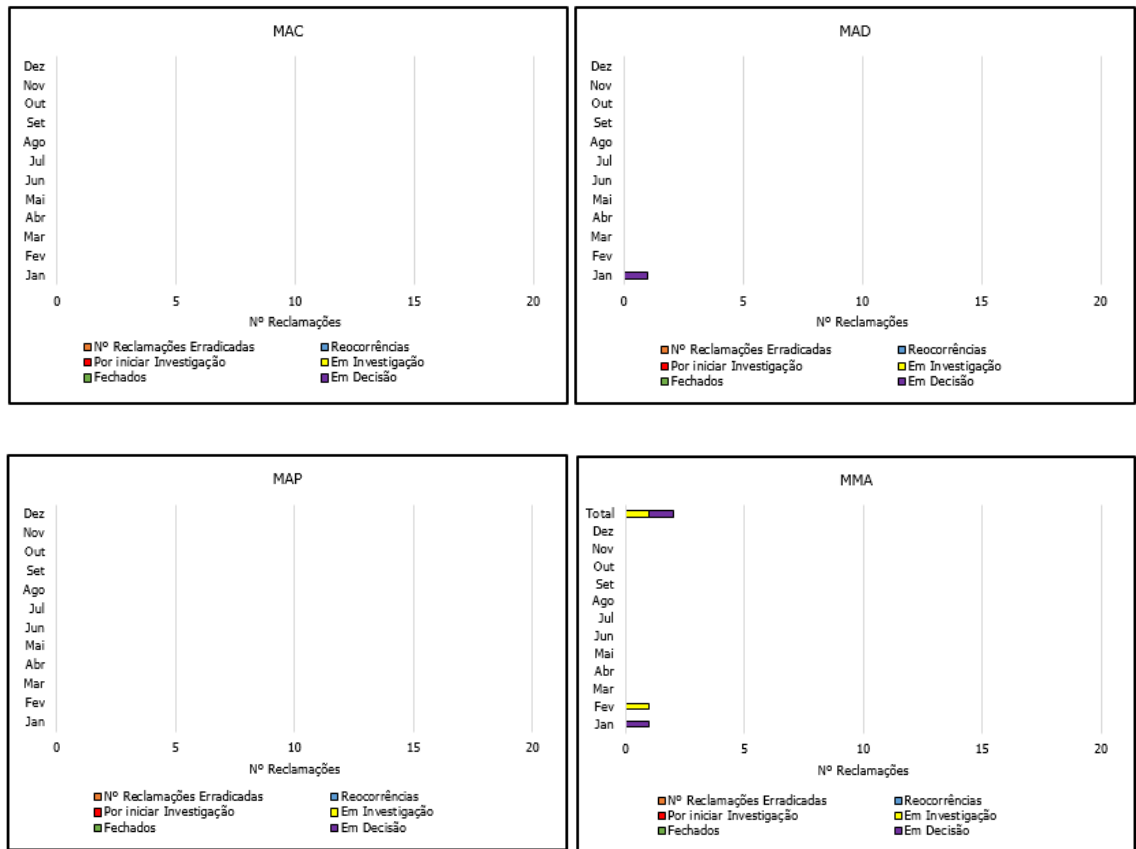 MAC
Dez
Nov
Out
Set
Ago
Jul
Jun
Mai
Abr
Mar
Fev
Jan
0 5 10 15 20
Nº Reclamações
Nº Reclamações Erradicadas Reocorrências
Por iniciar Investigação Em Investigação
Fechados Em Decisão
MAD
Dez
Nov
Out
Set
Ago
Jul
Jun
Mai
Abr
Mar
Fev
Jan
0 5 10 15 20
Nº Reclamações
Nº Reclamações Erradicadas Reocorrências
Por iniciar Investigação Em Investigação
Fechados Em Decisão
MAP
Dez
Nov
Out
Set
Ago
Jul
Jun
Mai
Abr
Mar
Fev
Jan
0 5 10 15 20
Nº Reclamações
Nº Reclamações Erradicadas Reocorrências
Por iniciar Investigação Em Investigação
Fechados Em Decisão
MMA
Total
Dez
Nov
Out
Set
Ago
Jul
Jun
Mai
Abr
Mar
Fev
Jan
0 5 10 15 20
Nº Reclamações
Nº Reclamações Erradicadas Reocorrências
Por iniciar Investigação Em Investigação
Fechados Em Decisão